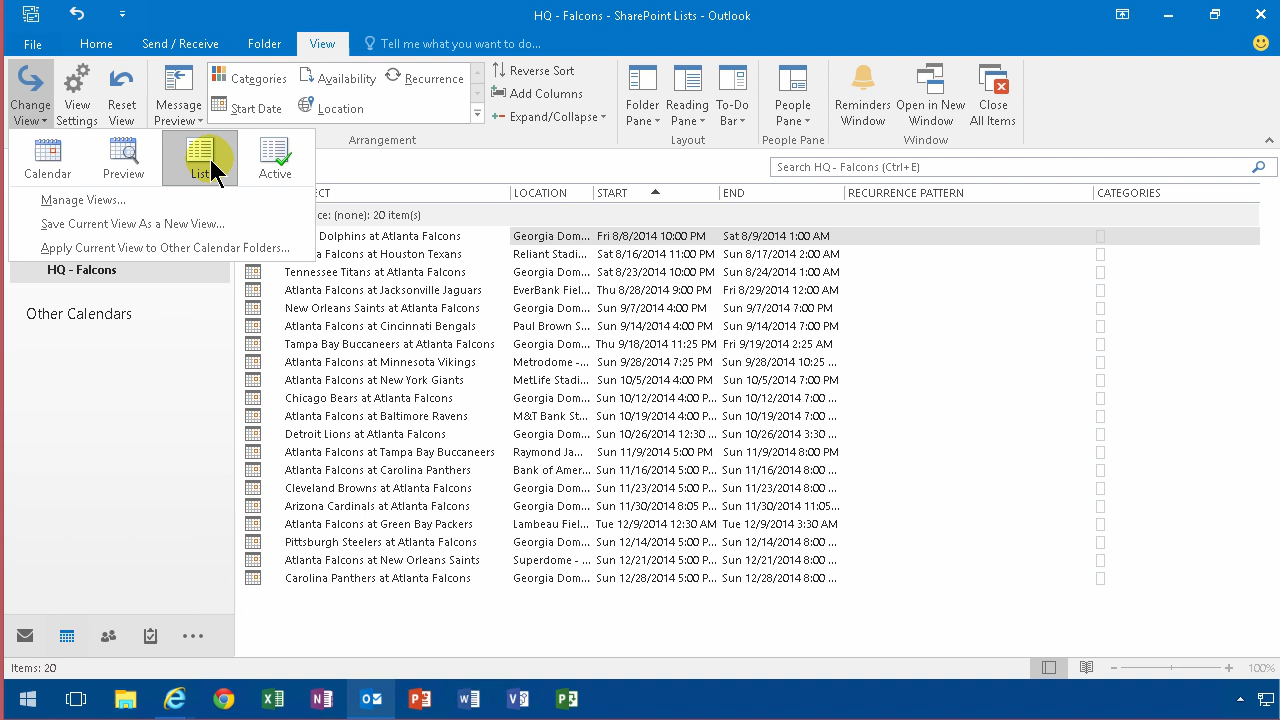 HQ - Falcons - SharePoint Lists - Outlook
File Home Send / Receive Folder View Tell me what you want to do...
Change View View Settings Reset View Message Preview Categories Availability Recurrence Start Date Location
Reverse Sort
Add Columns
Expand/Collapse
Folder Pane Reading Pane To-Do Bar People Pane Reminders Window Open in New Window Close All Items
Arrangement Layout People Pane Window
Calendar Preview List Active
Manage Views...
Save Current View As a New View...
Apply Current View to Other Calendar Folders...
HQ - Falcons
Other Calendars
Search HQ - Falcons (Ctrl+E)
ECT LOCATION START END RECURRENCE PATTERN CATEGORIES
ce: (none): 20 item(s)
Dolphins at Atlanta Falcons Georgia Dom... Fri 8/8/2014 10:00 PM Sat 8/9/2014 1:00 AM
Falcons at Houston Texans Reliant Stadi... Sat 8/16/2014 11:00 PM Sun 8/17/2014 2:00 AM
Tennessee Titans at Atlanta Falcons Georgia Dom... Sat 8/23/2014 10:00 PM Sun 8/24/2014 1:00 AM
Atlanta Falcons at Jacksonville Jaguars EverBank Fiel... Thu 8/28/2014 9:00 PM Fri 8/29/2014 12:00 AM
New Orleans Saints at Atlanta Falcons Georgia Dom... Sun 9/7/2014 4:00 PM Sun 9/7/2014 7:00 PM
Atlanta Falcons at Cincinnati Bengals Paul Brown S... Sun 9/14/2014 4:00 PM Sun 9/14/2014 7:00 PM
Tampa Bay Buccaneers at Atlanta Falcons Georgia Dom... Thu 9/18/2014 11:25 PM Fri 9/19/2014 2:25 AM
Atlanta Falcons at Minnesota Vikings Metrodome -... Sun 9/28/2014 7:25 PM Sun 9/28/2014 10:25 ...
Atlanta Falcons at New York Giants MetLife Stadi... Sun 10/5/2014 4:00 PM Sun 10/5/2014 7:00 PM
Chicago Bears at Atlanta Falcons Georgia Dom... Sun 10/12/2014 4:00 P... Sun 10/12/2014 7:00 ...
Atlanta Falcons at Baltimore Ravens M&T Bank St... Sun 10/19/2014 4:00 P... Sun 10/19/2014 7:00 ...
Detroit Lions at Atlanta Falcons Georgia Dom... Sun 10/26/2014 12:30 ... Sun 10/26/2014 3:30 ...
Atlanta Falcons at Tampa Bay Buccaneers Raymond Ja... Sun 11/9/2014 5:00 PM Sun 11/9/2014 8:00 PM
Atlanta Falcons at Carolina Panthers Bank of Amer... Sun 11/16/2014 5:00 P... Sun 11/16/2014 8:00 ...
Cleveland Browns at Atlanta Falcons Georgia Dom... Sun 11/23/2014 5:00 P... Sun 11/23/2014 8:00 ...
Arizona Cardinals at Atlanta Falcons Georgia Dom... Sun 11/30/2014 8:05 P... Sun 11/30/2014 11:05...
Atlanta Falcons at Green Bay Packers Lambeau Fiel... Tue 12/9/2014 12:30 AM Tue 12/9/2014 3:30 AM
Pittsburgh Steelers at Atlanta Falcons Georgia Dom... Sun 12/14/2014 5:00 P... Sun 12/14/2014 8:00 ...
Atlanta Falcons at New Orleans Saints Superdome - ... Sun 12/21/2014 5:00 P... Sun 12/21/2014 8:00 ...
Carolina Panthers at Atlanta Falcons Georgia Dom... Sun 12/28/2014 5:00 P... Sun 12/28/2014 8:00 ...
Items: 20 100%